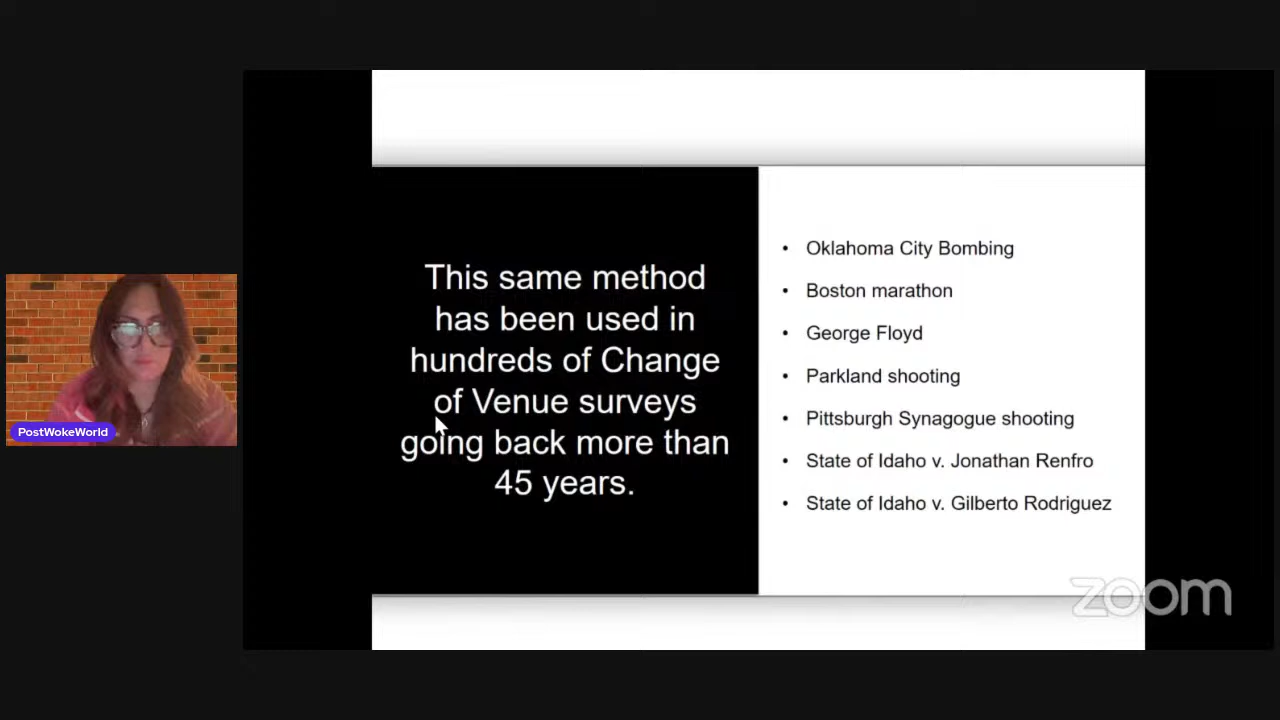 This same method
has been used in
hundreds of Change
of Venue surveys
going back more than
45 years.
• Oklahoma City Bombing
• Boston marathon
• George Floyd
• Parkland shooting
• Pittsburgh Synagogue shooting
• State of Idaho v. Jonathan Renfro
• State of Idaho v. Gilberto Rodriguez
PostWokeWorld
zoom